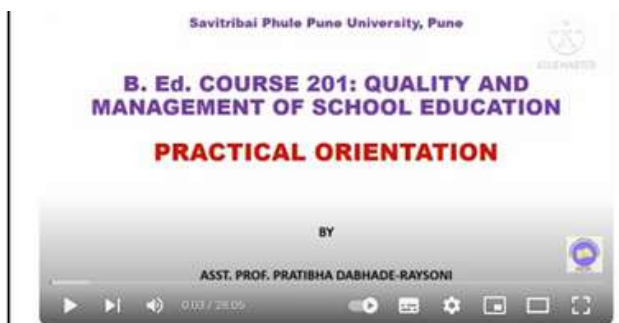 Savitribai Phule Pune University, Pune
B. Ed. COURSE 201: QUALITY AND
MANAGEMENT OF SCHOOL EDUCATION
PRACTICAL ORIENTATION
BY
ASST. PROF. PRATIBHA DABHADE-RAYSONI
0:03 / 28:05